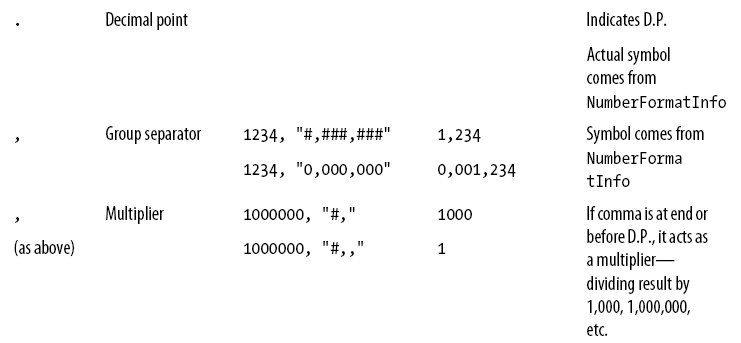 . Decimal point Indicates D.P.
Actual symbol
comes from
NumberFormatInfo
, Group separator 1234, "#,###,###" 1,234 Symbol comes from
1234, "0,000,000" 0,001,234 NumberForma
tInfo
, Multiplier 1000000, "#," 1000 If comma is at end or
(as above) 1000000, "#,," 1 before D.P., it acts as
a multiplier—
dividing result by
1,000, 1,000,000,
etc.